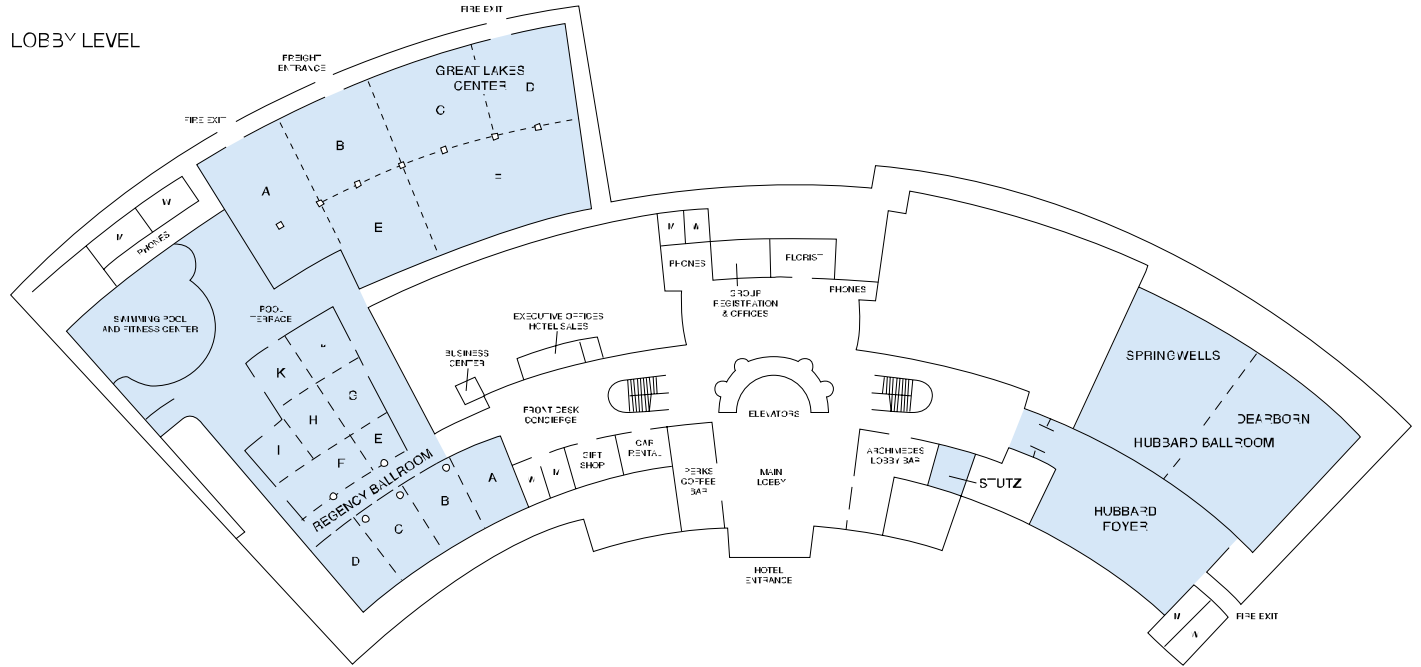 LOBBY LEVEL
FIRE EXIT
FREIGHT
ENTRANCE
FIRE EXIT
GREAT LAKES
CENTER
A
B
C
D
E
M
W
PHONES
SWIMMING POOL
AND FITNESS CENTER
POOL
TERRACE
K
I
H
G
F
E
REGENCY BALLROOM
A
B
C
D
BUSINESS
CENTER
EXECUTIVE OFFICES
HOTEL SALES
FRONT DESK
CONCIERGE
M
W
PHONES
FLORIST
PHONES
GROUP
REGISTRATION
& OFFICES
ELEVATORS
W
M
GIFT
SHOP
CAR
RENTAL
PERKS
COFFEE
BAR
MAIN
LOBBY
HOTEL
ENTRANCE
ARCHIMEDES
LOBBY BAR
STUTZ
SPRINGWELLS
DEARBORN
HUBBARD BALLROOM
HUBBARD
FOYER
M
W
FIRE EXIT